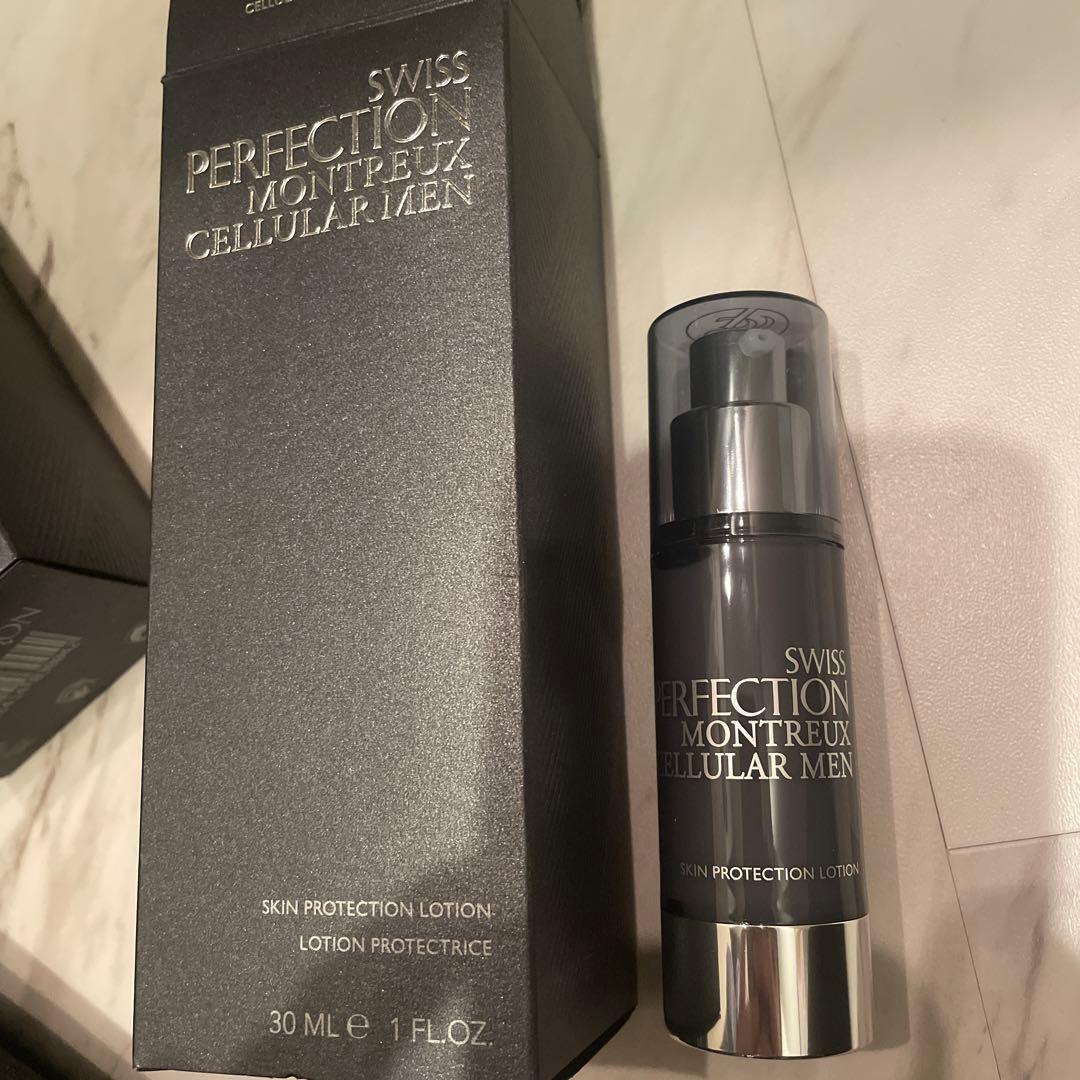 SWISS
PERFECTION
MONTREUX
CELLULAR MEN
SKIN PROTECTION LOTION
LOTION PROTECTRICE
30 ML e 1 FL.OZ.
SWISS
PERFECTION
MONTREUX
CELLULAR MEN
SKIN PROTECTION LOTION